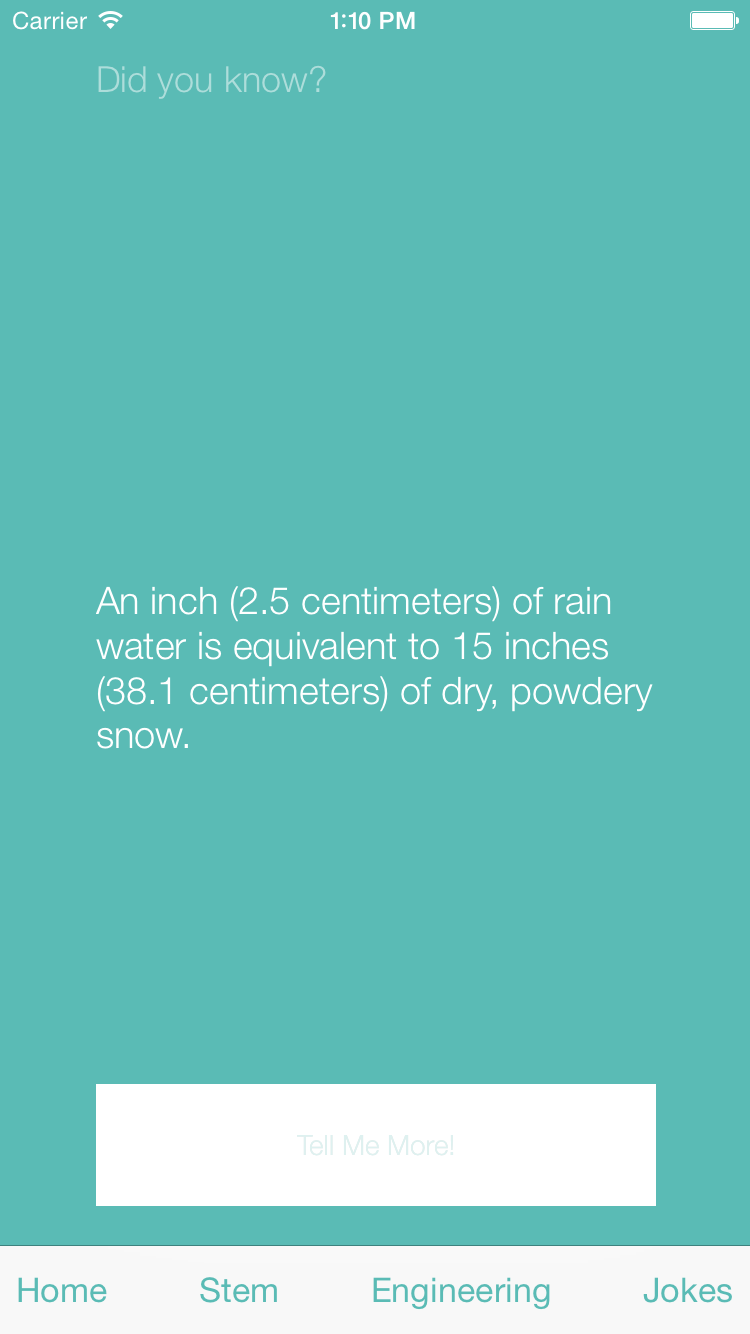 Carrier 1:10 PM
Did you know?
An inch (2.5 centimeters) of rain
water is equivalent to 15 inches
(38.1 centimeters) of dry, powdery
snow.
Tell Me More!
Home Stem Engineering Jokes